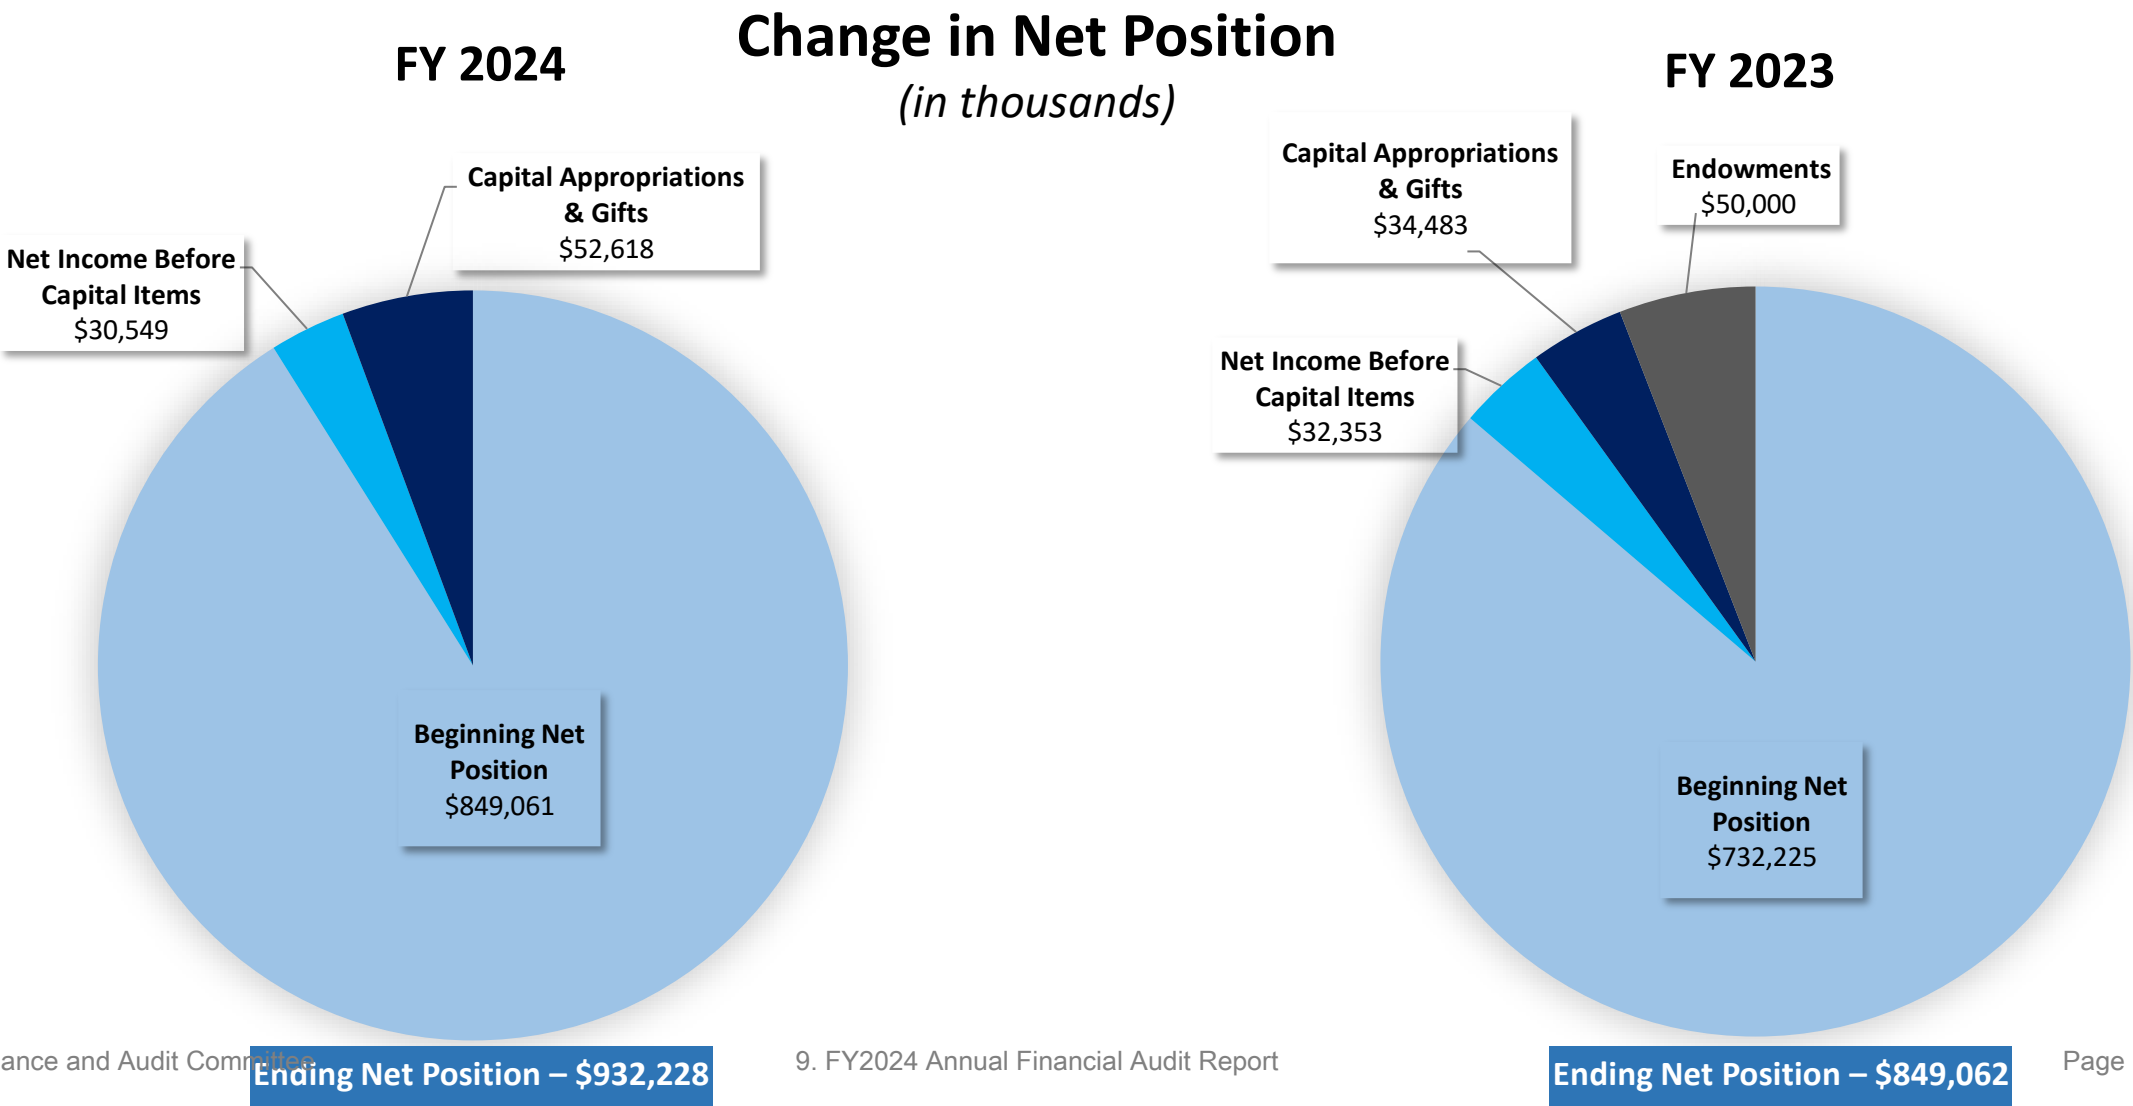 Change in Net Position
(in thousands)
FY 2024
Capital Appropriations
& Gifts
$52,618
Net Income Before
Capital Items
$30,549
Beginning Net
Position
$849,061
Ending Net Position – $932,228
FY 2023
Capital Appropriations
& Gifts
$34,483
Endowments
$50,000
Net Income Before
Capital Items
$32,353
Beginning Net
Position
$732,225
Ending Net Position – $849,062
ance and Audit Committee
9. FY2024 Annual Financial Audit Report
Page